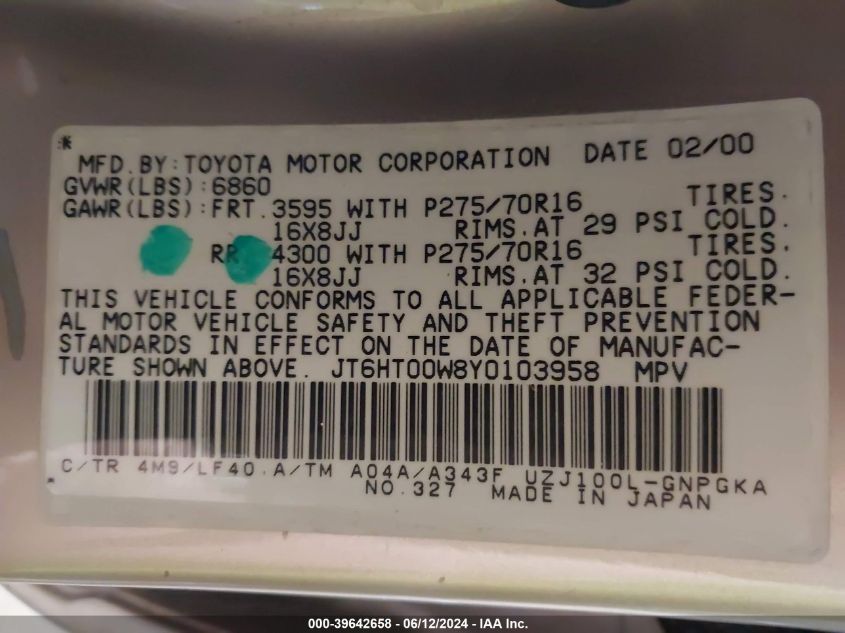 MFD.BY:TOYOTA MOTOR CORPORATION DATE 02/00
GVWR(LBS):6860
GAWR(LBS):FRT.3595 WITH P275/70R16 TIRES.
16X8JJ RIMS.AT 29 PSI COLD.
RR 4300 WITH P275/70R16 TIRES.
16X8JJ RIMS.AT 32 PSI COLD.
THIS VEHICLE CONFORMS TO ALL APPLICABLE FEDER-
AL MOTOR VEHICLE SAFETY AND THEFT PREVENTION
STANDARDS IN EFFECT ON THE DATE OF MANUFAC-
TURE SHOWN ABOVE. JT6HT00W8Y0103958 MPV
C/TR 4M9/LF40.A/TM A04A/A343F UZJ100L-GNPGKA
NO.327 MADE IN JAPAN
000-39642658 - 06/12/2024 - IAA Inc.